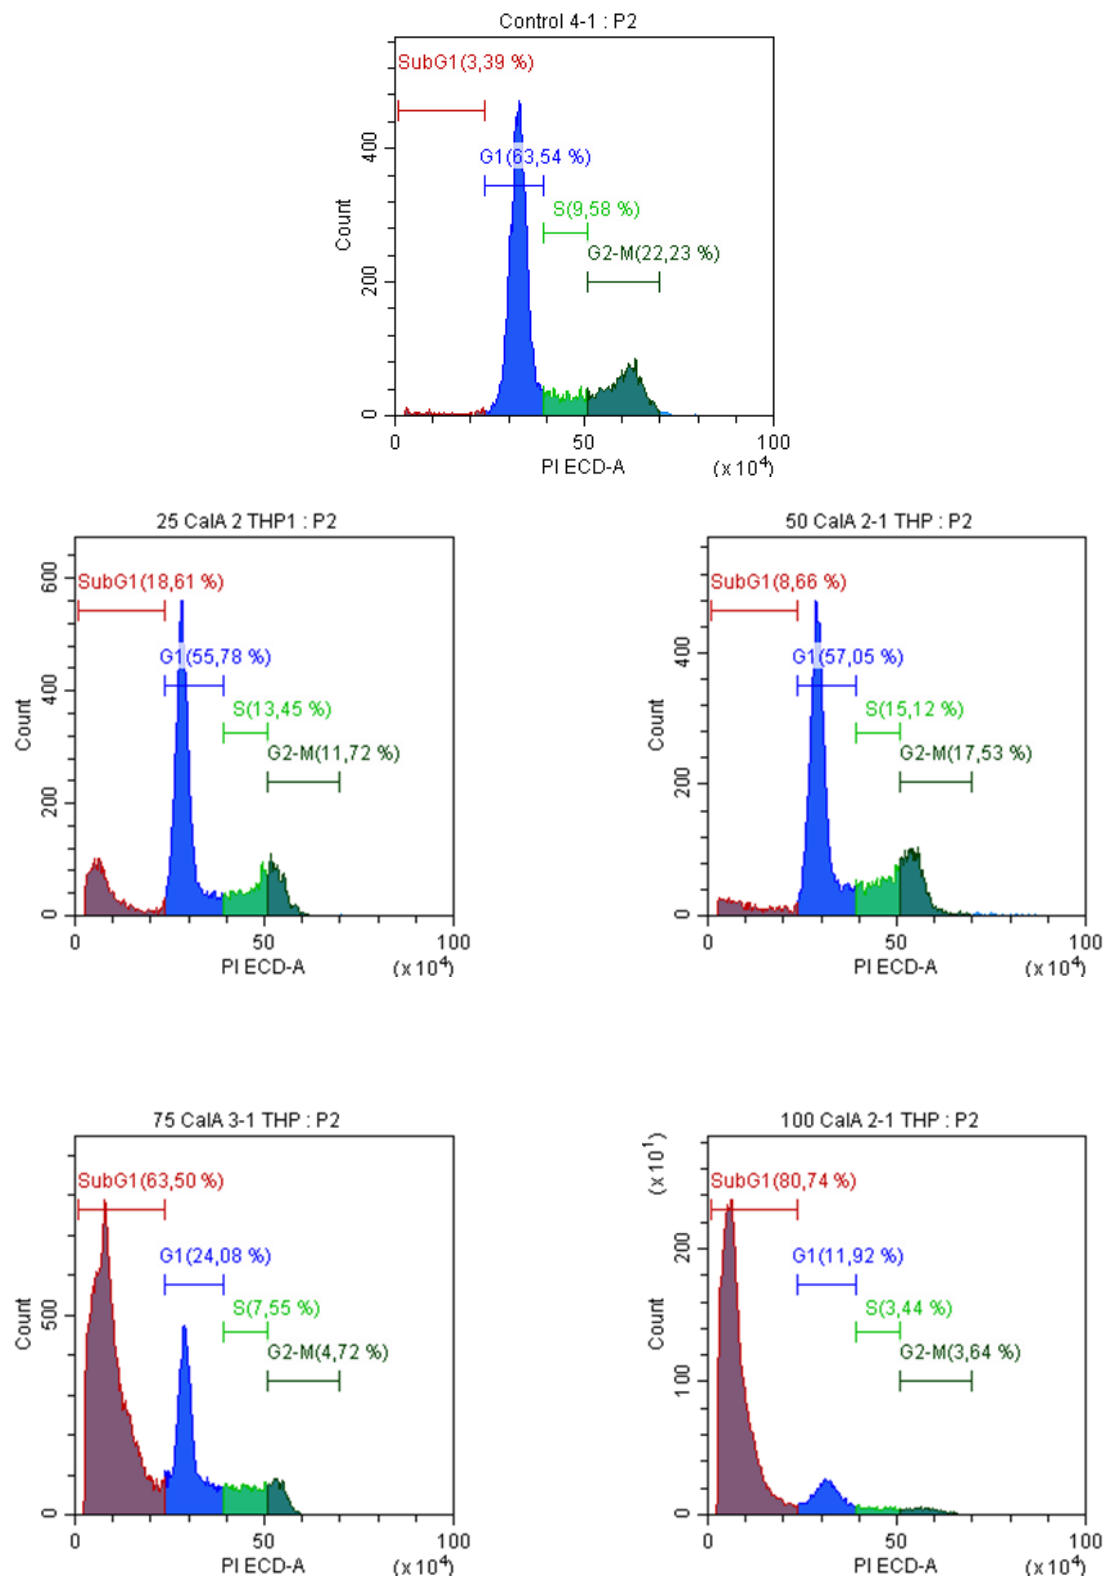 Control 4-1 : P2
SubG1(3,39 %)
G1(63,54 %)
S(9,58 %)
G2-M(22,23 %)
Count
400
200
0
0 50 100
PI ECD-A (x 10⁴)
25 CalA 2 THP1 : P2
SubG1(18,61 %)
G1(55,78 %)
S(13,45 %)
G2-M(11,72 %)
Count
600
400
200
0
0 50 100
PI ECD-A (x 10⁴)
50 CalA 2-1 THP : P2
SubG1(8,66 %)
G1(57,05 %)
S(15,12 %)
G2-M(17,53 %)
Count
400
200
0
0 50 100
PI ECD-A (x 10⁴)
75 CalA 3-1 THP : P2
SubG1(63,50 %)
G1(24,08 %)
S(7,55 %)
G2-M(4,72 %)
Count
500
0
0 50 100
PI ECD-A (x 10⁴)
100 CalA 2-1 THP : P2
(x 10¹)
SubG1(80,74 %)
G1(11,92 %)
S(3,44 %)
G2-M(3,64 %)
Count
200
100
0
0 50 100
PI ECD-A (x 10⁴)